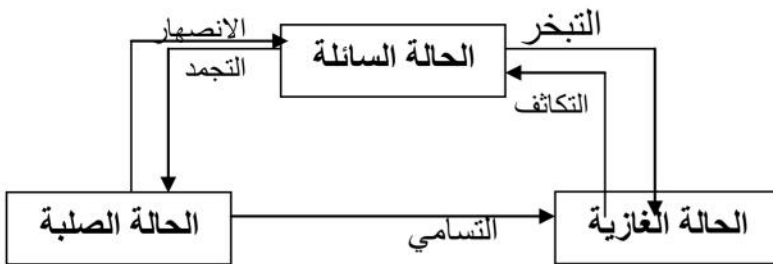 الانصهار
التبخر
الحالة السائلة
التجمد
التكاثف
الحالة الصلبة
الحالة الغازية
التسامي